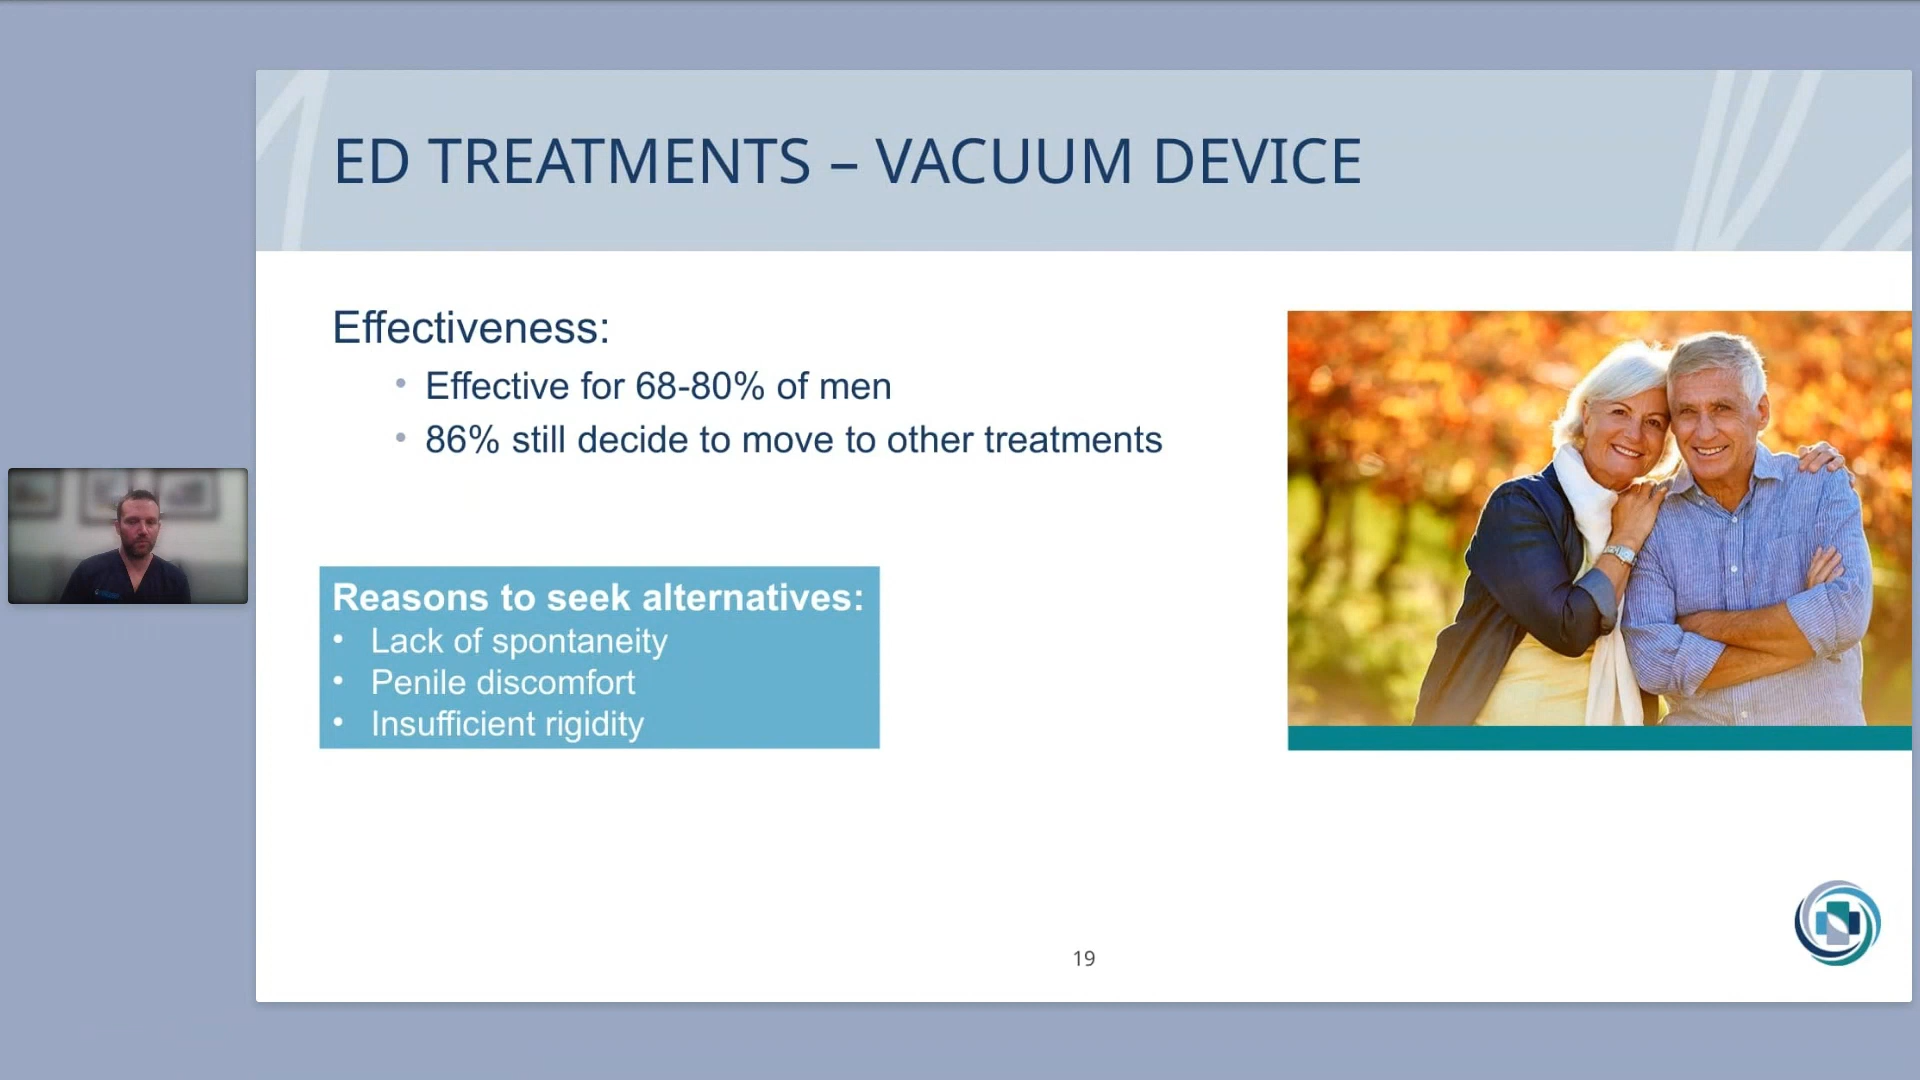 ED TREATMENTS – VACUUM DEVICE
Effectiveness:
• Effective for 68-80% of men
• 86% still decide to move to other treatments
Reasons to seek alternatives:
• Lack of spontaneity
• Penile discomfort
• Insufficient rigidity
19